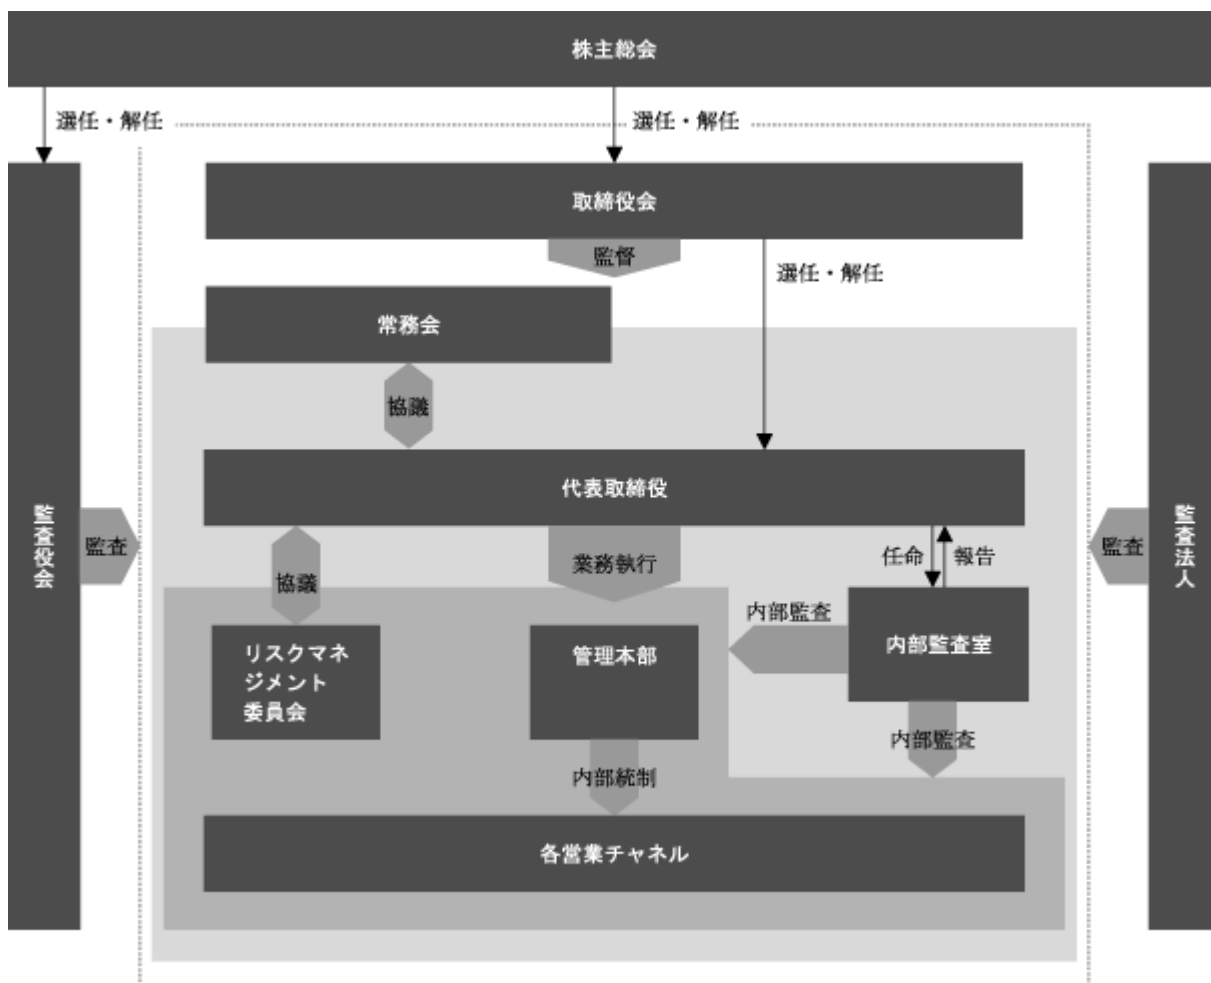 株主総会
選任・解任
選任・解任
取締役会
監督
選任・解任
常務会
協議
代表取締役
監査役会
監査
監査
監査法人
協議
業務執行
任命
報告
内部監査
リスクマネ
ジメント
委員会
管理本部
内部監査室
内部監査
内部統制
各営業チャネル